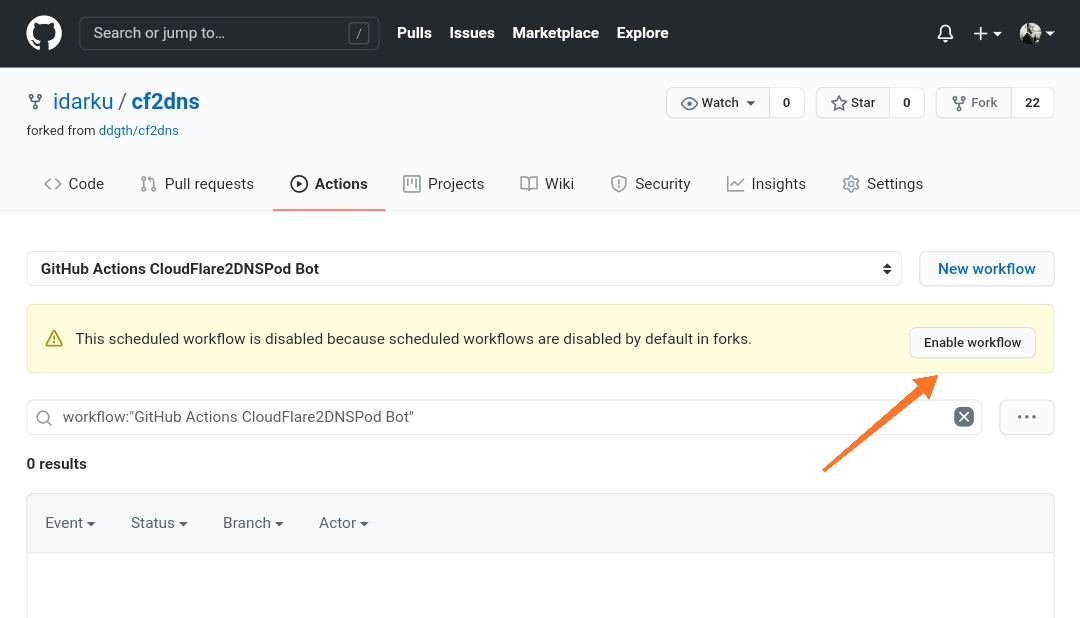 Search or jump to… / Pulls Issues Marketplace Explore
idarku / cf2dns Watch 0 Star 0 Fork 22
forked from ddgth/cf2dns
Code Pull requests Actions Projects Wiki Security Insights Settings
GitHub Actions CloudFlare2DNSPod Bot New workflow
This scheduled workflow is disabled because scheduled workflows are disabled by default in forks. Enable workflow
workflow:"GitHub Actions CloudFlare2DNSPod Bot"
0 results
Event Status Branch Actor